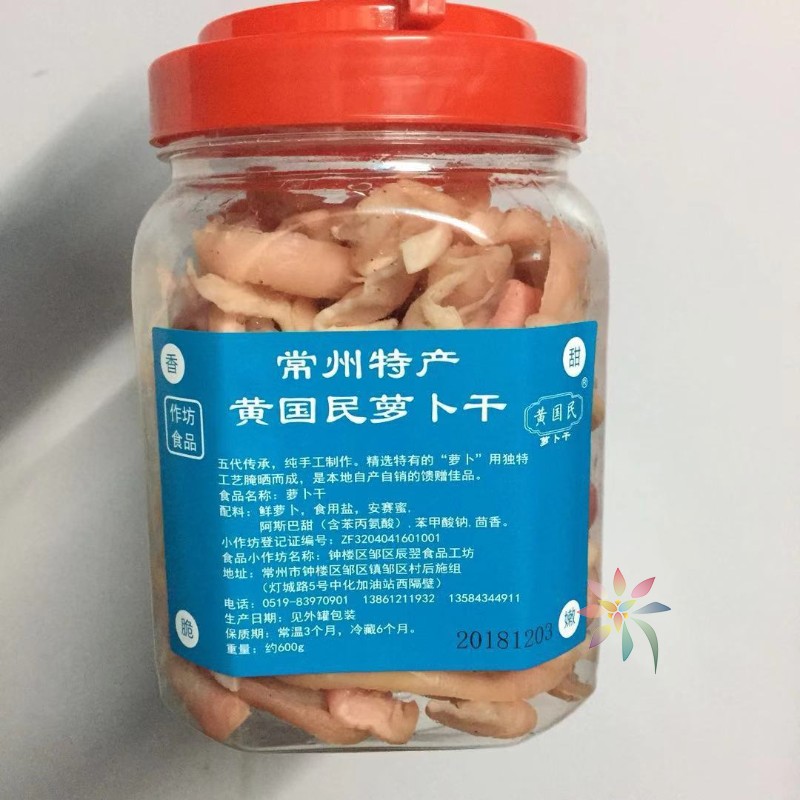 香
甜
常州特产
黄国民萝卜干
作坊
食品
黄国民
®
萝卜干
五代传承，纯手工制作。精选特有的“萝卜”用独特
工艺腌晒而成，是本地自产自销的馈赠佳品。
食品名称：萝卜干
配料：鲜萝卜，食用盐，安赛蜜，
阿斯巴甜（含苯丙氨酸）.苯甲酸钠.茴香。
小作坊登记证编号：ZF3204041601001
食品小作坊名称：钟楼区邹区辰翌食品工坊
地址：常州市钟楼区邹区镇邹区村后施组
（灯城路5号中化加油站西隔壁）
电话：0519-83970901 13861211932 13584344911
生产日期：见外罐包装
保质期：常温3个月，冷藏6个月。
重量：约600g
20181203
脆
嫩